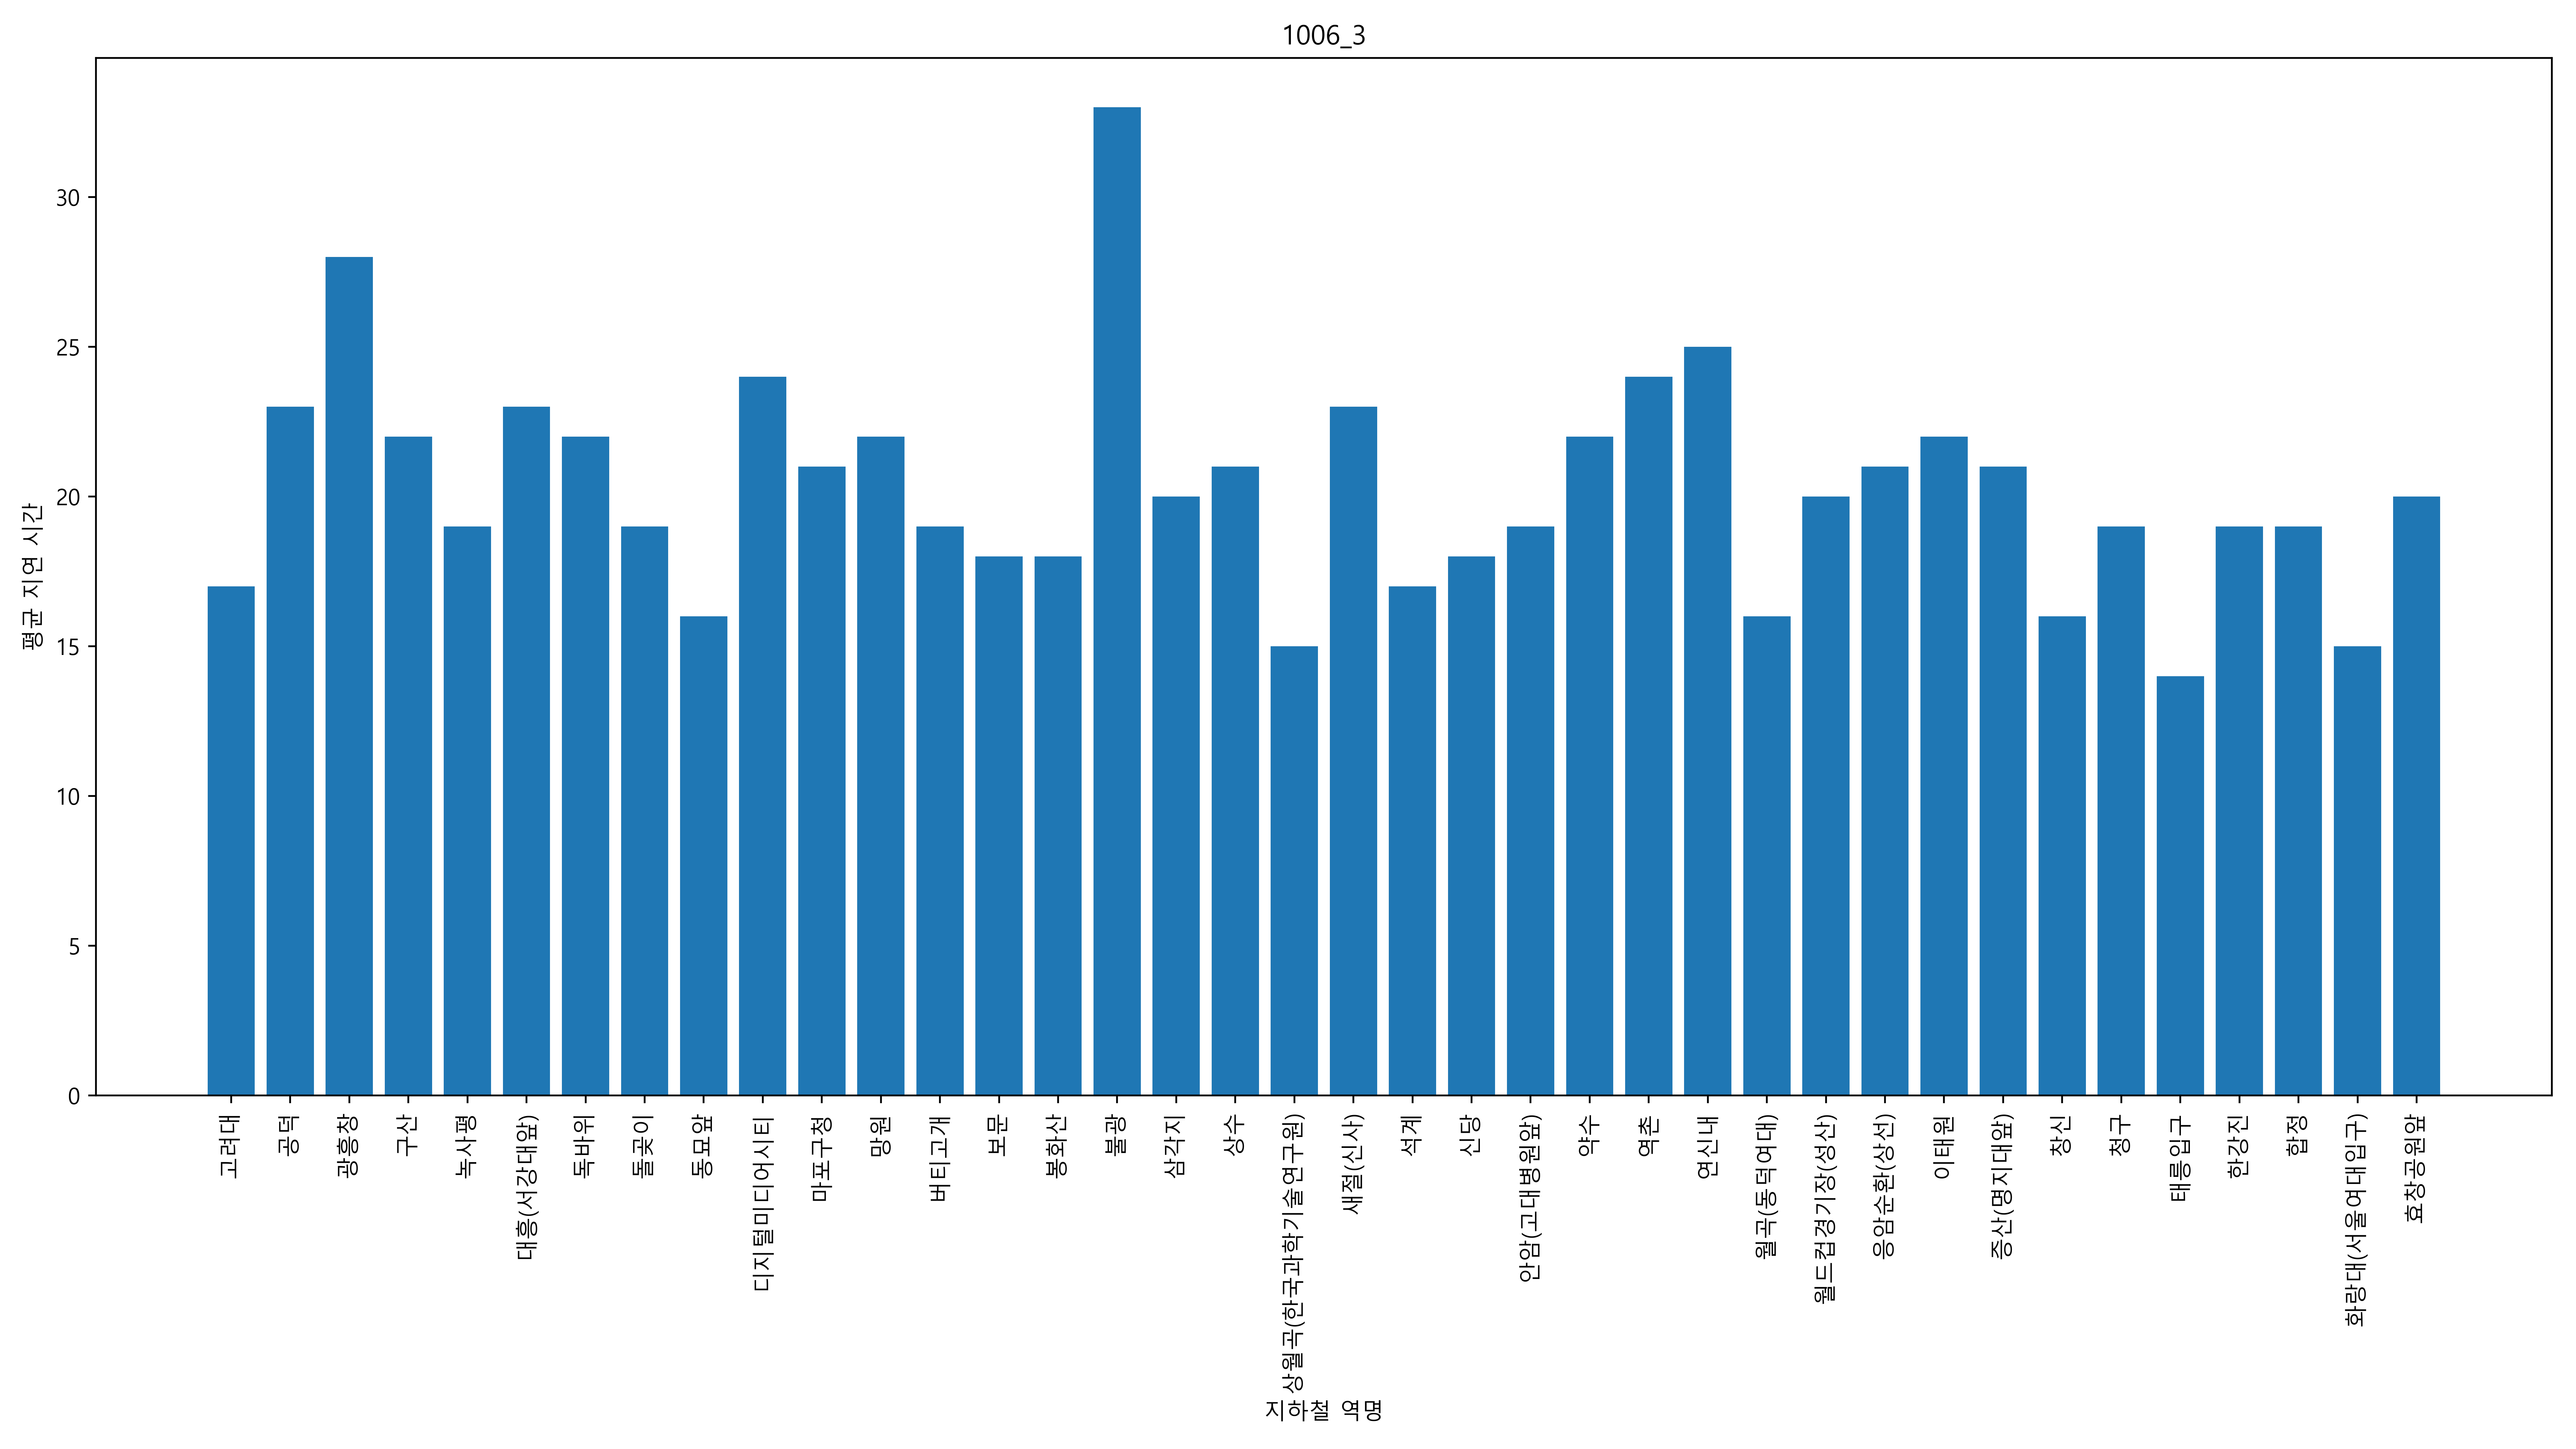 1006_3
평균 지연 시간
30
25
20
15
10
5
0
고려대
공덕
광흥창
구산
녹사평
대흥(서강대앞)
독바위
돌곶이
동묘앞
디지털미디어시티
마포구청
망원
버티고개
보문
봉화산
불광
삼각지
상수
상월곡(한국과학기술연구원)
새절(신사)
석계
신당
안암(고대병원앞)
약수
역촌
연신내
월곡(동덕여대)
월드컵경기장(성산)
응암순환(상선)
이태원
증산(명지대앞)
창신
청구
태릉입구
한강진
합정
화랑대(서울여대입구)
효창공원앞
지하철 역명